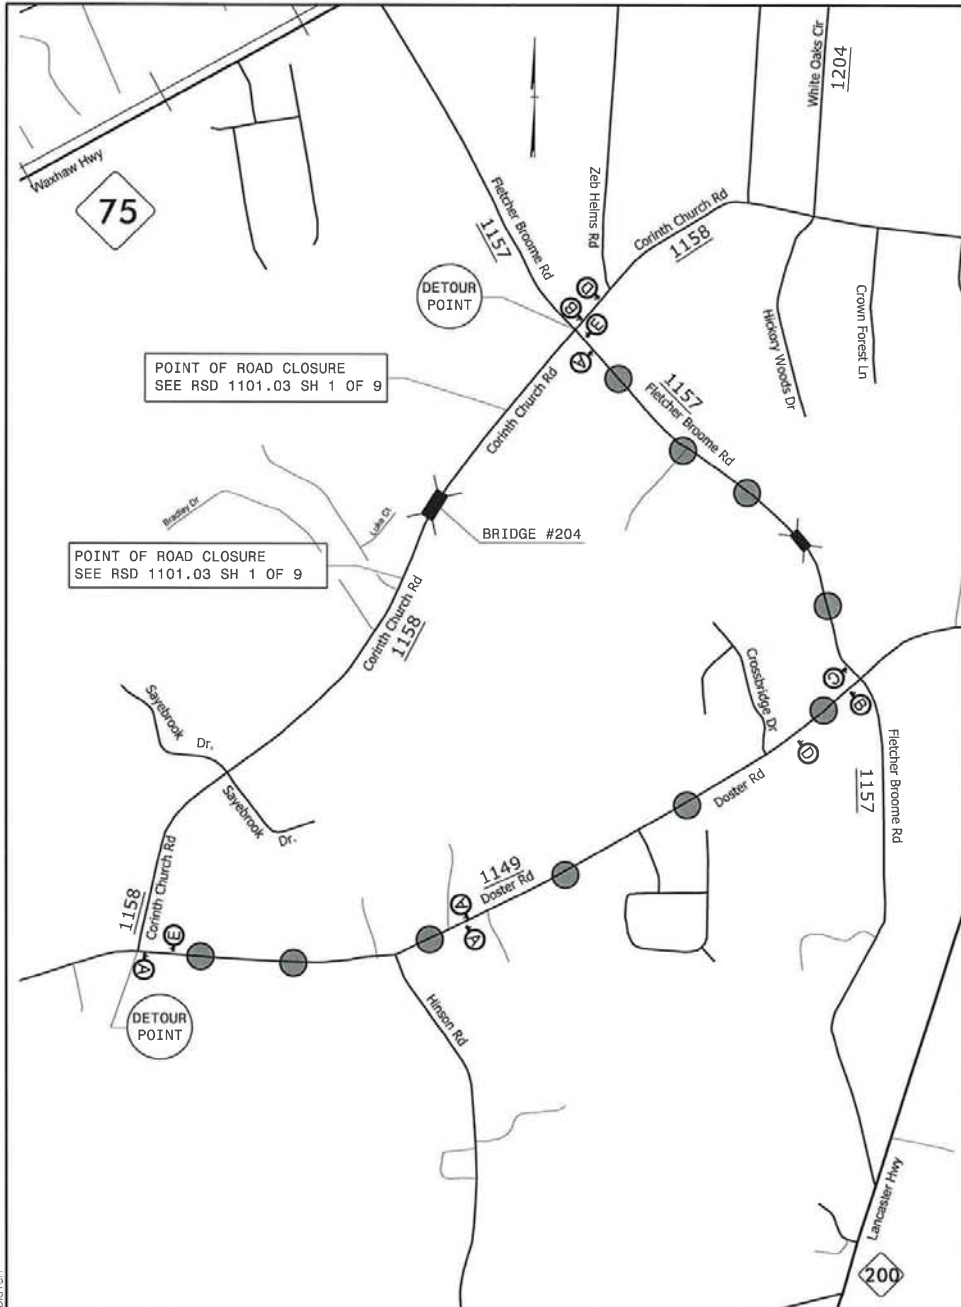 White Oaks Cir
1204
Waxhaw Hwy
75
Fletcher Broome Rd
1157
Zeb Helms Rd
Corinth Church Rd
1158
DETOUR
POINT
D
B
E
A
Hickory Woods Dr
Crown Forest Ln
POINT OF ROAD CLOSURE
SEE RSD 1101.03 SH 1 OF 9
Corinth Church Rd
1157
Fletcher Broome Rd
Bradley Dr
Luke Ct
BRIDGE #204
POINT OF ROAD CLOSURE
SEE RSD 1101.03 SH 1 OF 9
Corinth Church Rd
1158
Crossbridge Dr
C
B
D
Sayebrook
Dr.
Sayebrook
Dr.
Doster Rd
1157
Fletcher Broome Rd
1149
Doster Rd
1158
Corinth Church Rd
A
A
E
A
DETOUR
POINT
Hinson Rd
Lancaster Hwy
200